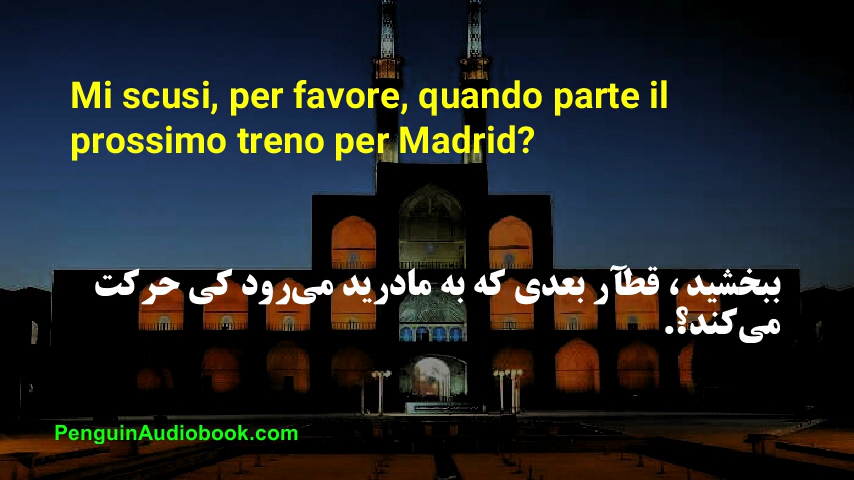 Mi scusi, per favore, quando parte il
prossimo treno per Madrid?
ببخشید، قطآر بعدی که به مادرید می‌رود کی حرکت
می‌کند؟.
PenguinAudiobook.com